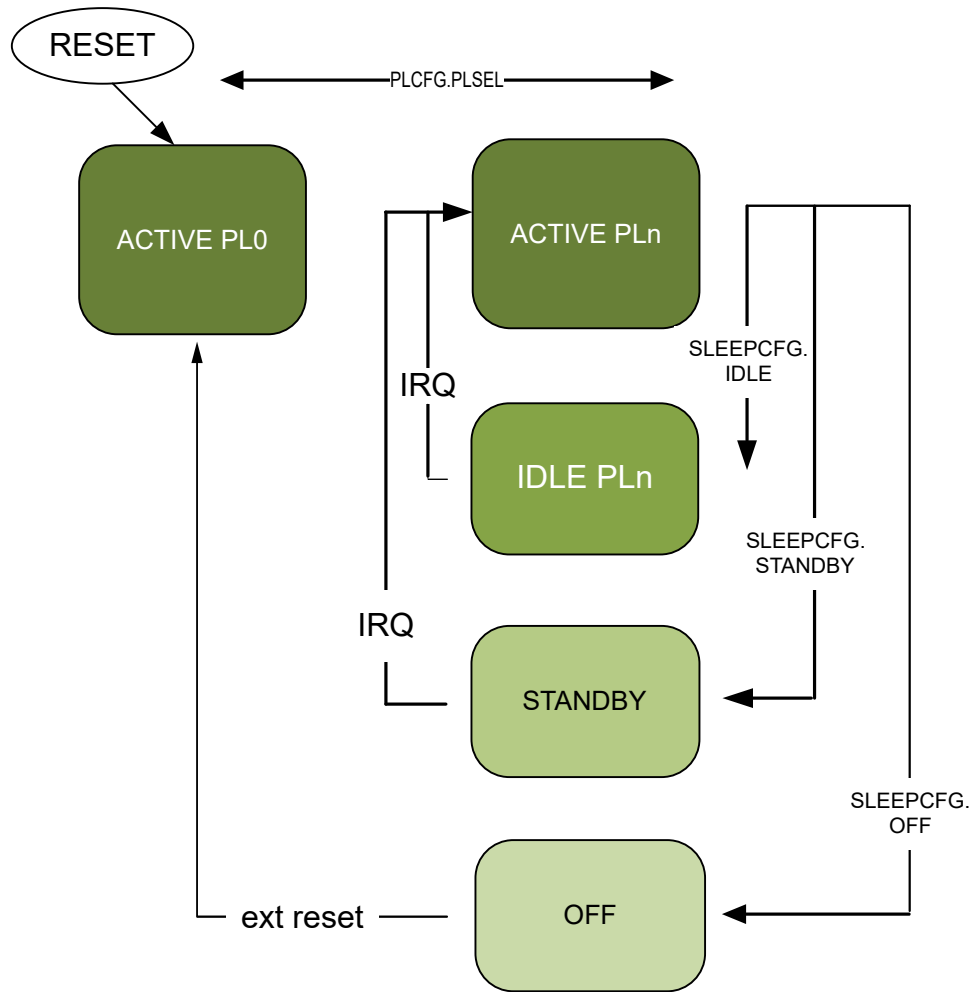 RESET
PLCFG.PLSEL
ACTIVE PL0
ACTIVE PLn
SLEEPCFG.
IDLE
IRQ
IDLE PLn
SLEEPCFG.
STANDBY
IRQ
STANDBY
SLEEPCFG.
OFF
ext reset
OFF